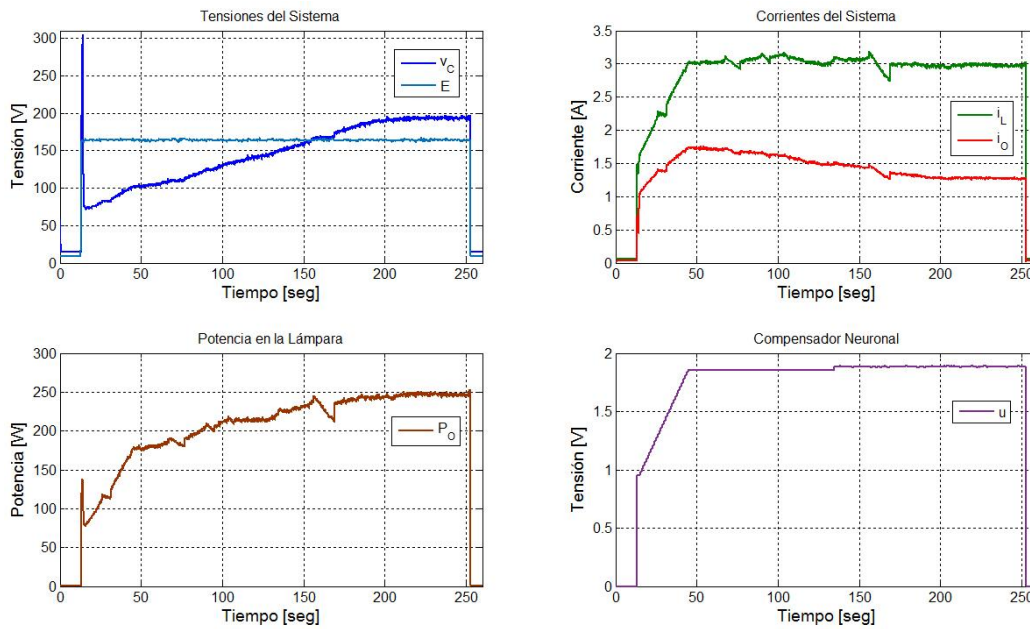 Tensiones del Sistema
Tensión [V]
300
250
200
150
100
50
0
v_C
E
0 50 100 150 200 250
Tiempo [seg]
Corrientes del Sistema
Corriente [A]
3.5
3
2.5
2
1.5
1
0.5
0
i_L
i_O
0 50 100 150 200 250
Tiempo [seg]
Potencia en la Lámpara
Potencia [W]
300
250
200
150
100
50
0
P_O
0 50 100 150 200 250
Tiempo [seg]
Compensador Neuronal
Tensión [V]
2
1.5
1
0.5
0
u
0 50 100 150 200 250
Tiempo [seg]